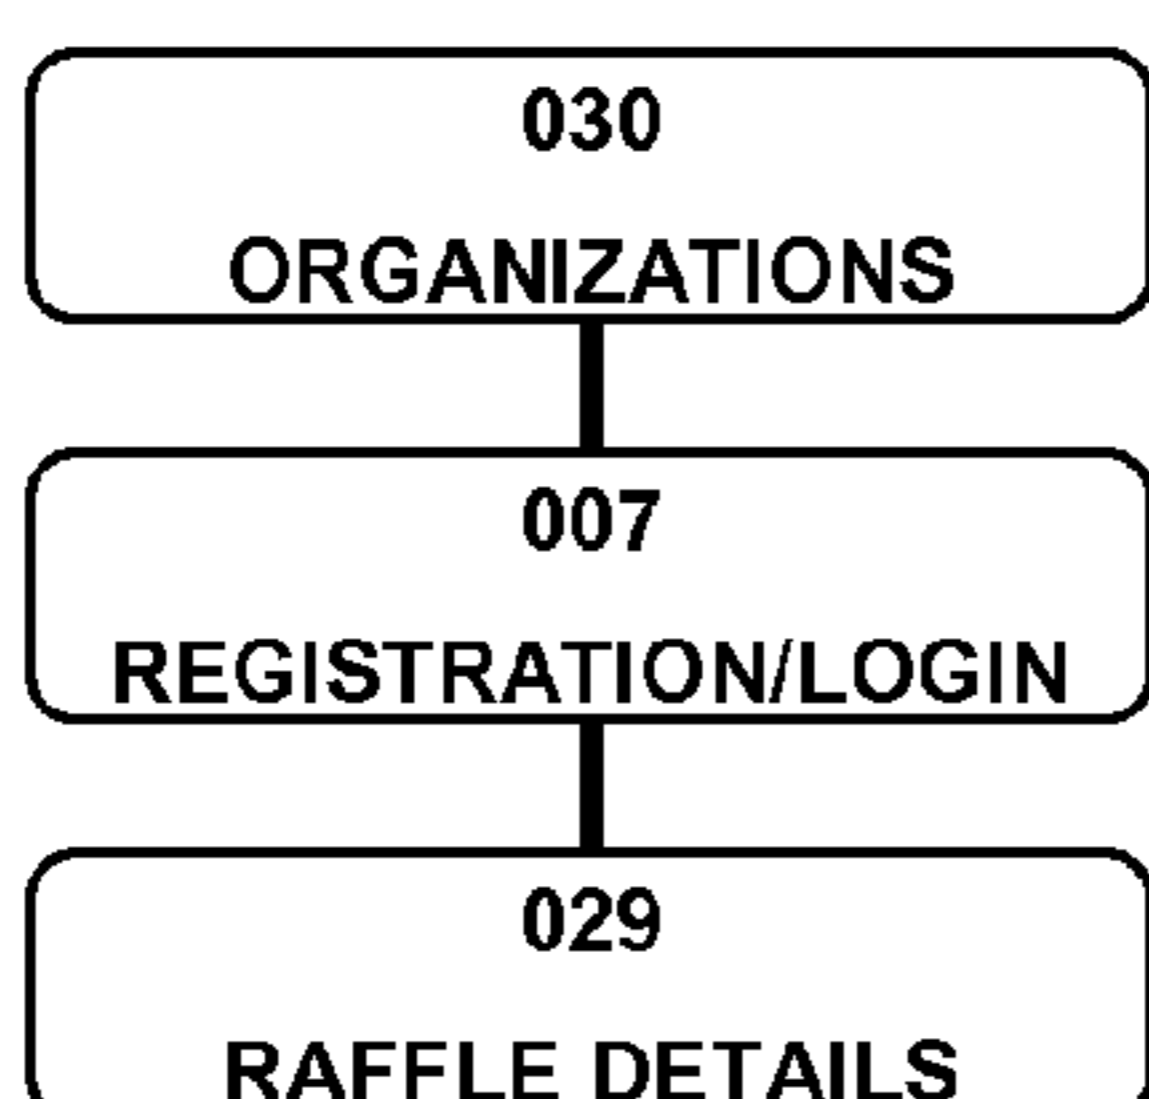 030
ORGANIZATIONS
007
REGISTRATION/LOGIN
029
RAFFLE DETAILS